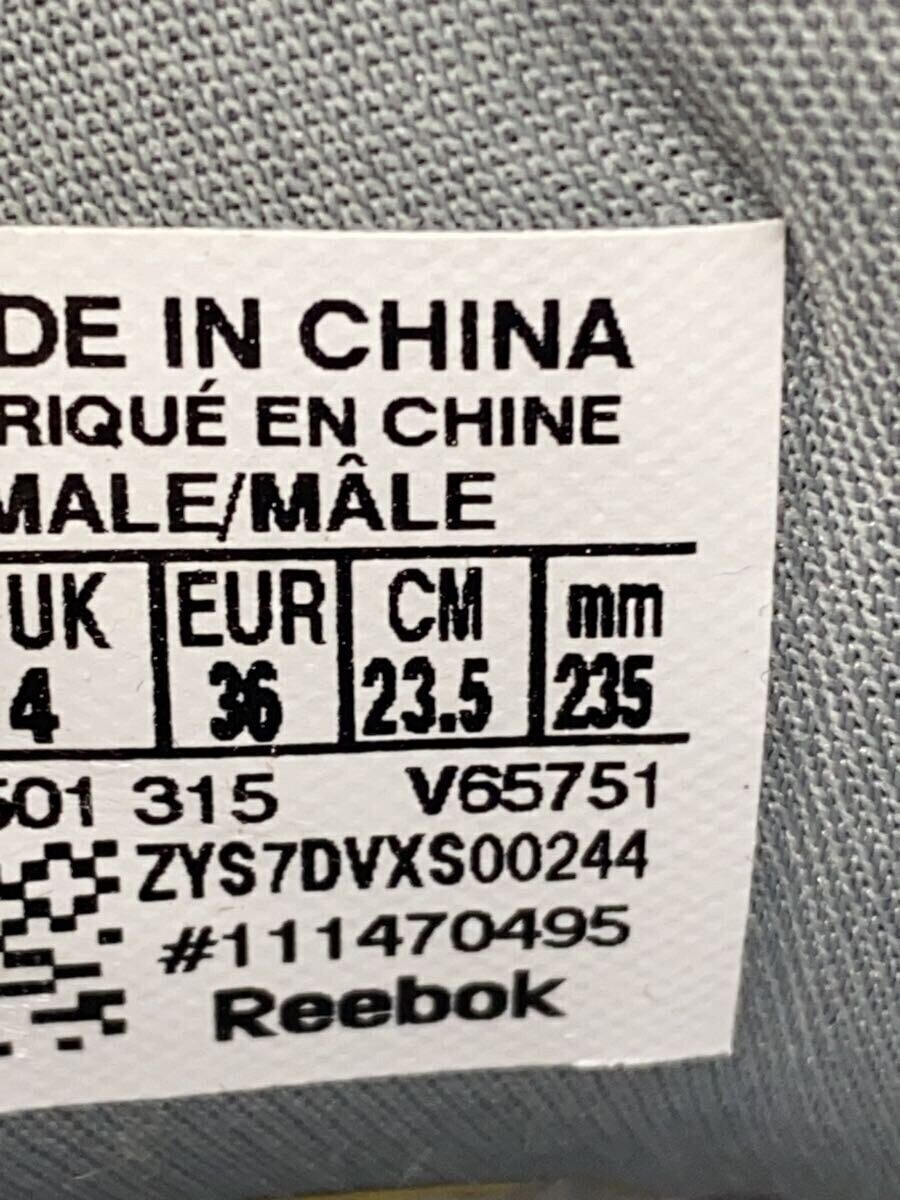 DE IN CHINA
RIQUÉ EN CHINE
MALE/MÂLE
UK EUR CM mm
4 36 23.5 235
501 315 V65751
ZYS7DVXS00244
#111470495
Reebok